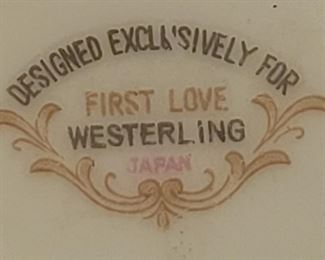 DESIGNED EXCLUSIVELY FOR
FIRST LOVE
WESTERLING
JAPAN